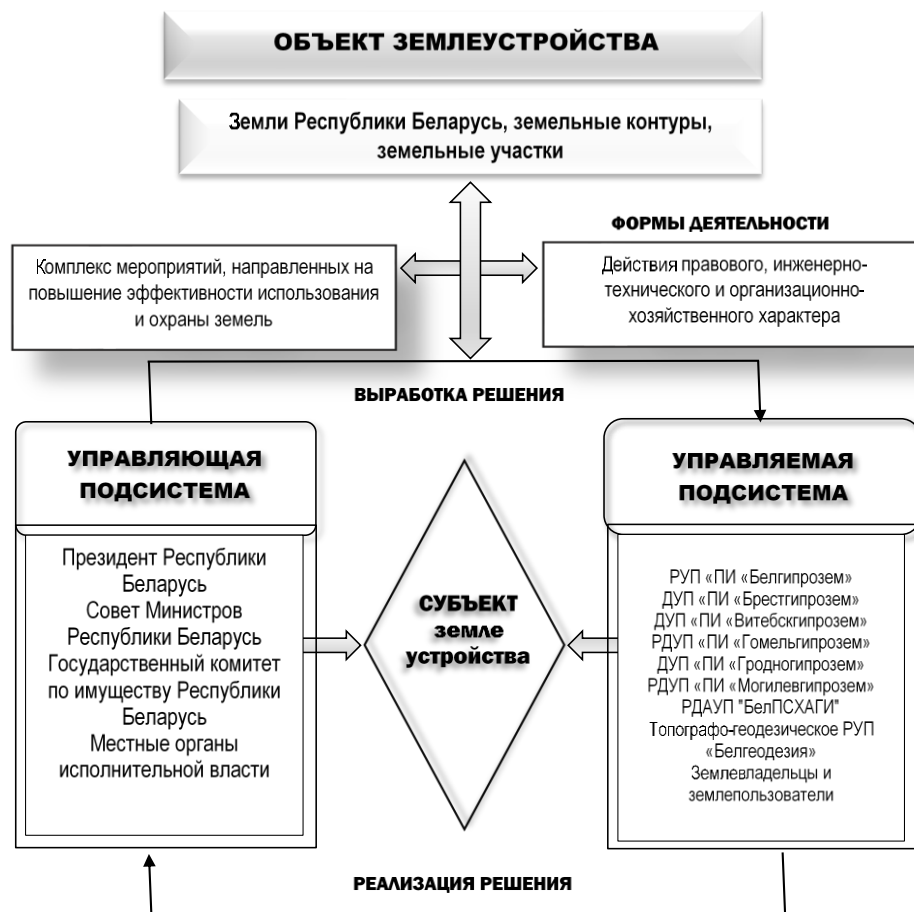 ОБЪЕКТ ЗЕМЛЕУСТРОЙСТВА
Земли Республики Беларусь, земельные контуры,
земельные участки
ФОРМЫ ДЕЯТЕЛЬНОСТИ
Комплекс мероприятий, направленных на
повышение эффективности использования
и охраны земель
Действия правового, инженерно-
технического и организационно-
хозяйственного характера
ВЫРАБОТКА РЕШЕНИЯ
УПРАВЛЯЮЩАЯ
ПОДСИСТЕМА
Президент Республики
Беларусь
Совет Министров
Республики Беларусь
Государственный комитет
по имуществу Республики
Беларусь
Местные органы
исполнительной власти
СУБЪЕКТ
земле
устройства
УПРАВЛЯЕМАЯ
ПОДСИСТЕМА
РУП «ПИ «Белгипрозем»
ДУП «ПИ «Брестгипрозем»
ДУП «ПИ «Витебскгипрозем»
РДУП «ПИ «Гомельгипрозем»
ДУП «ПИ «Гродногипрозем»
РДУП «ПИ «Могилевгипрозем»
РДАУП "БелПСХАГИ"
Топографо-геодезическое РУП
«Белгеодезия»
Землевладельцы и
землепользователи
РЕАЛИЗАЦИЯ РЕШЕНИЯ